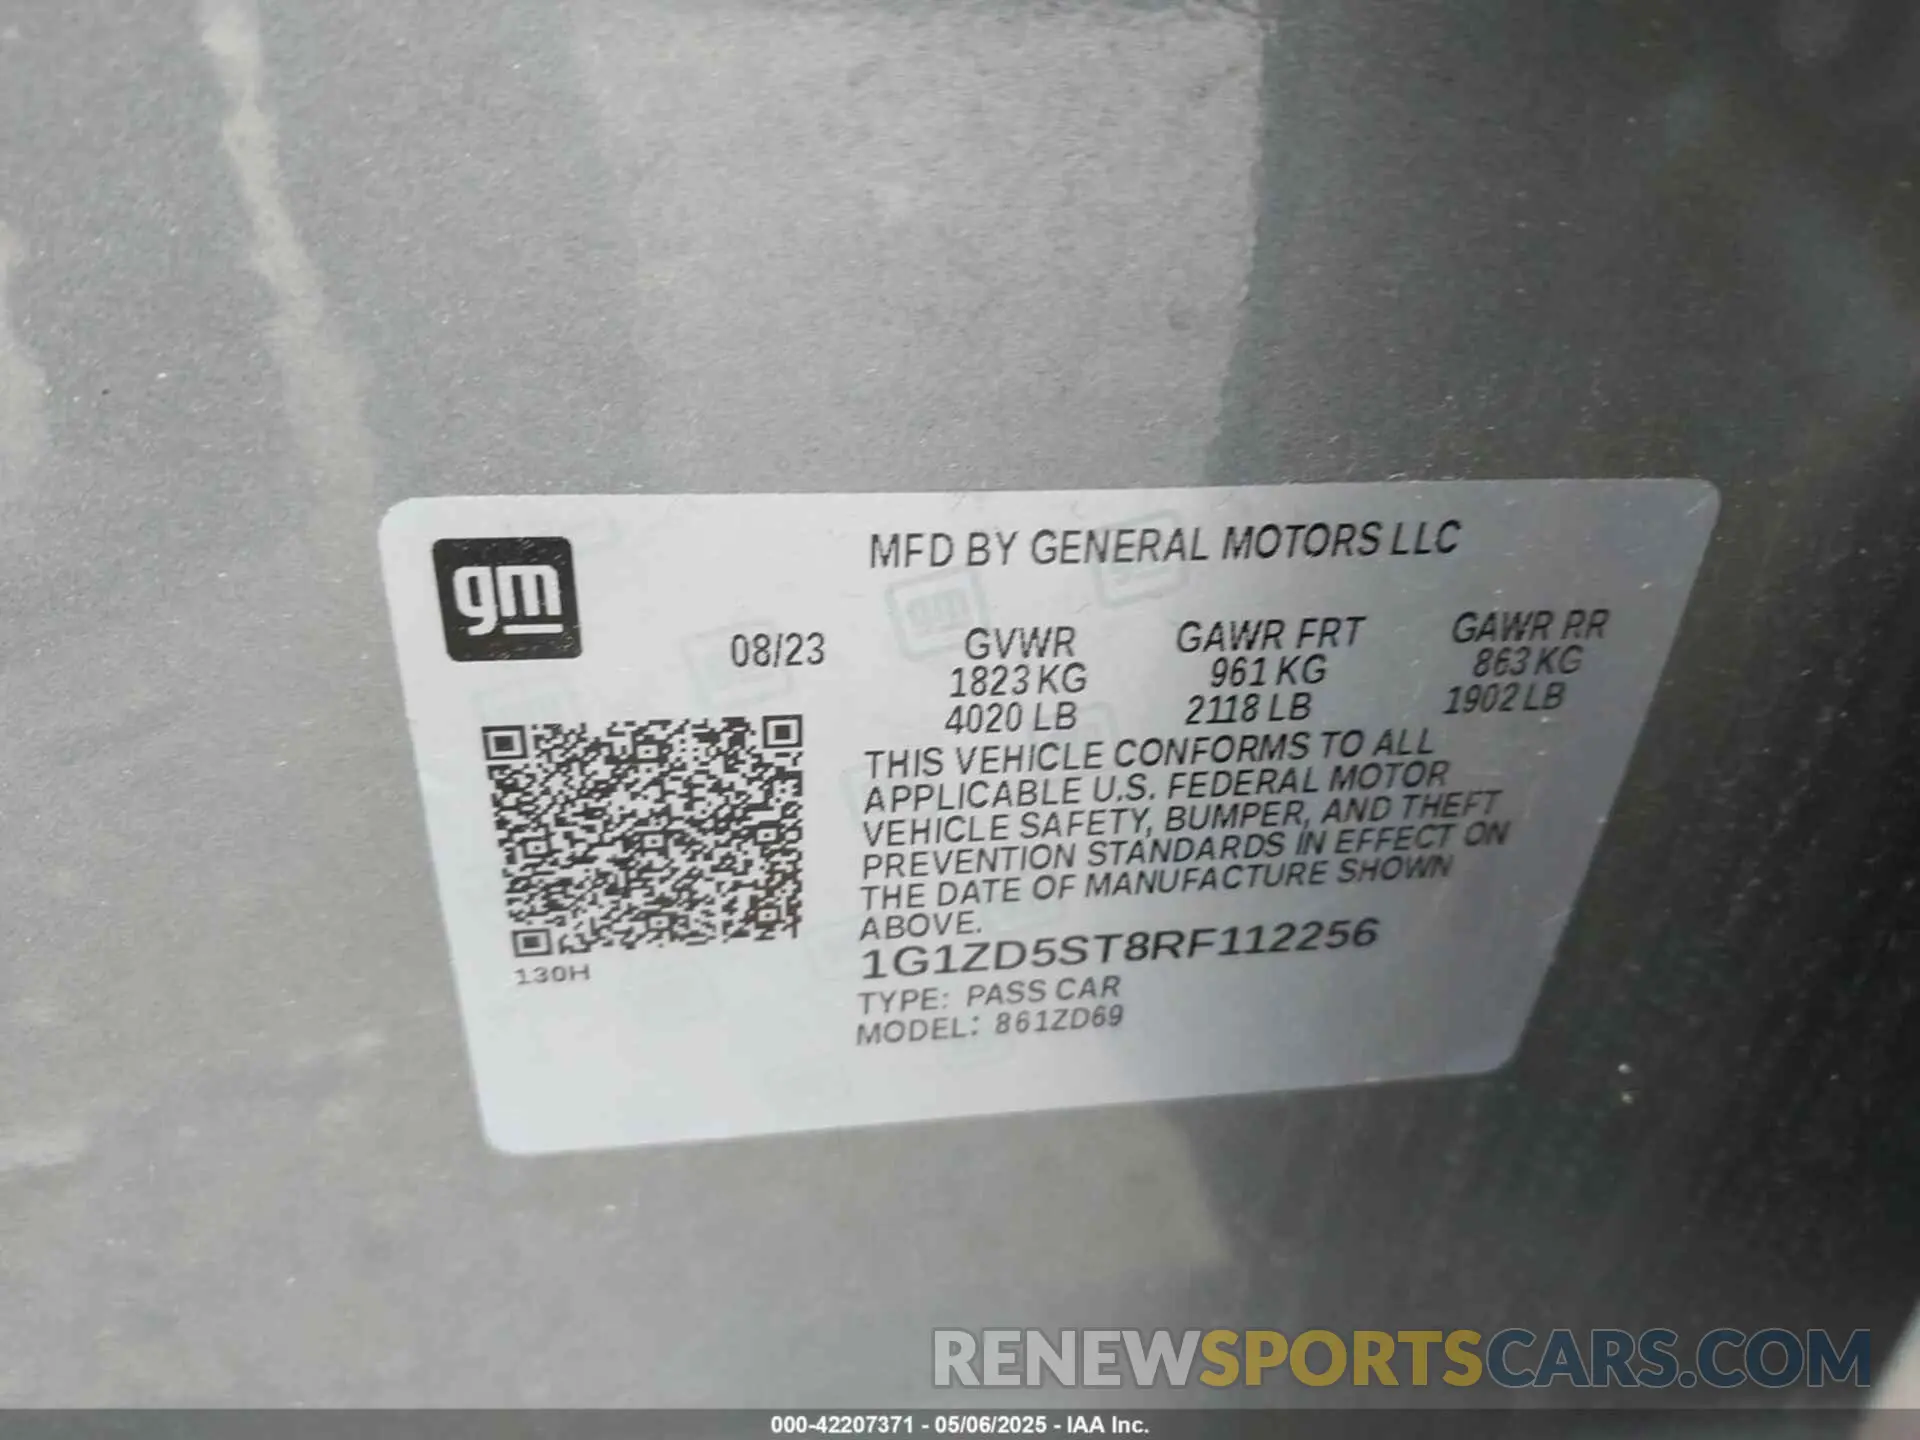 gm
MFD BY GENERAL MOTORS LLC
08/23
GVWR GAWR FRT GAWR RR
1823 KG 961 KG 863 KG
4020 LB 2118 LB 1902 LB
THIS VEHICLE CONFORMS TO ALL
APPLICABLE U.S. FEDERAL MOTOR
VEHICLE SAFETY, BUMPER, AND THEFT
PREVENTION STANDARDS IN EFFECT ON
THE DATE OF MANUFACTURE SHOWN
ABOVE.
1G1ZD5ST8RF112256
130H
TYPE: PASS CAR
MODEL: 861ZD69
RENEWSPORTSCARS.COM
000-42207371 - 05/06/2025 - IAA Inc.